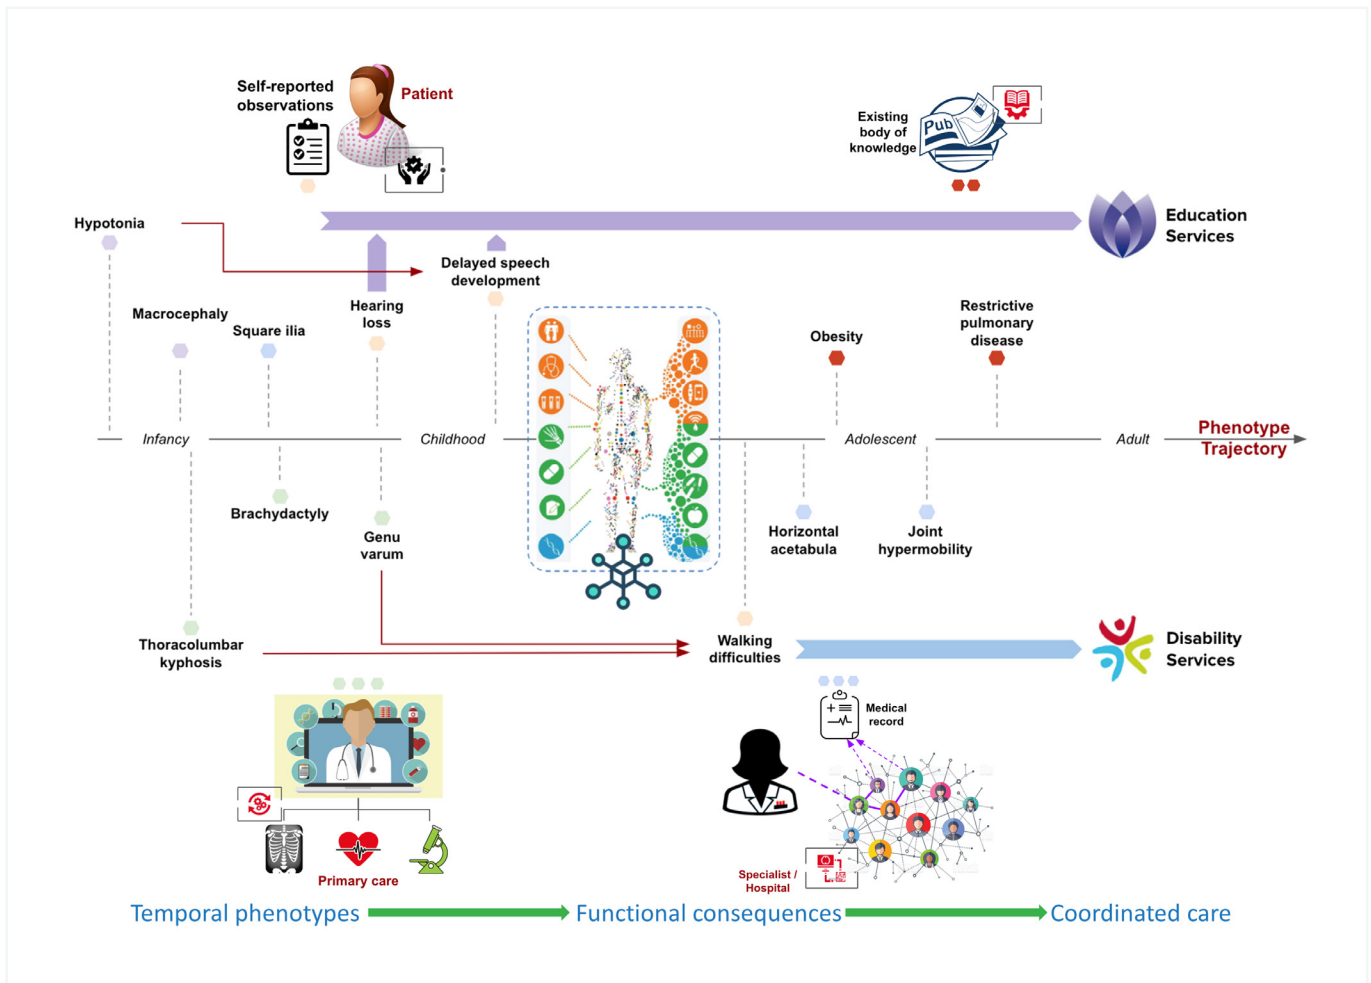 Self-reported
observations
Patient
Existing
body of
knowledge
Pub
Hypotonia
Education
Services
Delayed speech
development
Macrocephaly
Square ilia
Hearing
loss
Obesity
Restrictive
pulmonary
disease
Infancy
Childhood
Adolescent
Adult
Phenotype
Trajectory
Brachydactyly
Genu
varum
Horizontal
acetabula
Joint
hypermobility
Thoracolumbar
kyphosis
Walking
difficulties
Disability
Services
Medical
record
Primary care
Specialist /
Hospital
Temporal phenotypes
Functional consequences
Coordinated care